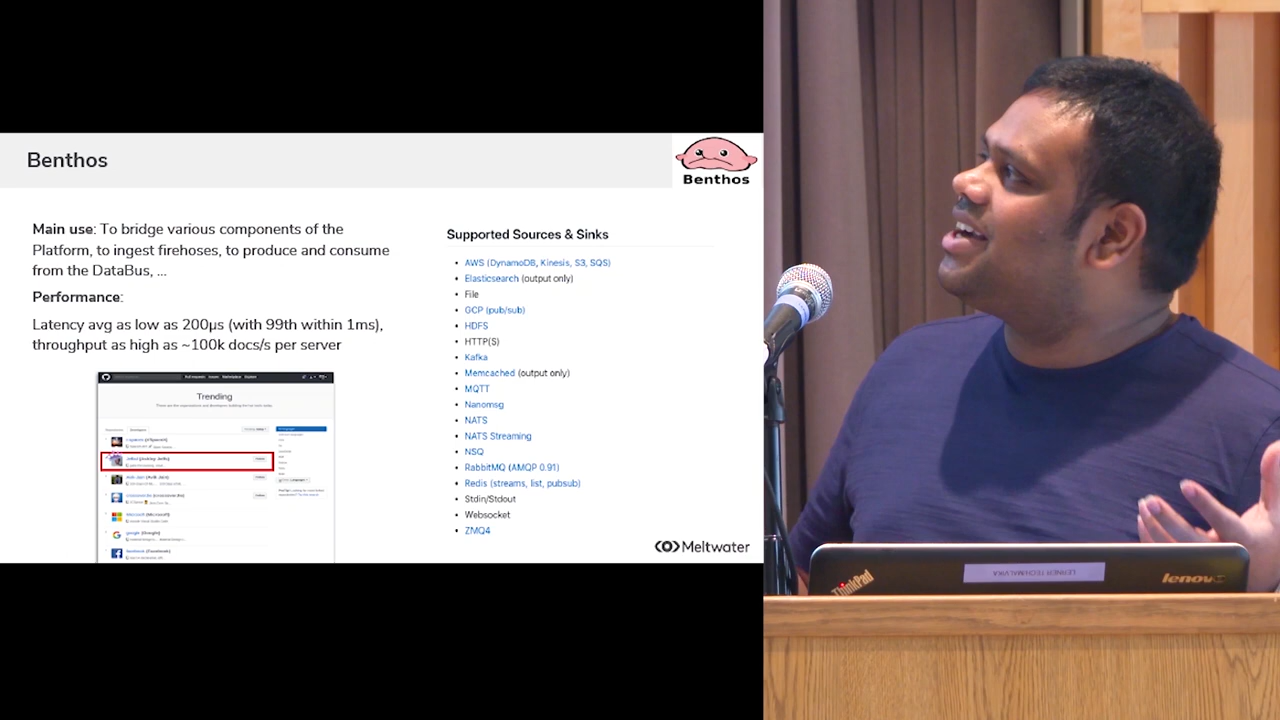 Benthos
Benthos
Main use: To bridge various components of the
Platform, to ingest firehoses, to produce and consume
from the DataBus, ...
Performance:
Latency avg as low as 200µs (with 99th within 1ms),
throughput as high as ~100k docs/s per server
Trending
Supported Sources & Sinks
• AWS (DynamoDB, Kinesis, S3, SQS)
• Elasticsearch (output only)
• File
• GCP (pub/sub)
• HDFS
• HTTP(S)
• Kafka
• Memcached (output only)
• MQTT
• Nanomsg
• NATS
• NATS Streaming
• NSQ
• RabbitMQ (AMQP 0.91)
• Redis (streams, list, pubsub)
• Stdin/Stdout
• Websocket
• ZMQ4
Meltwater
ThinkPad
lenovo